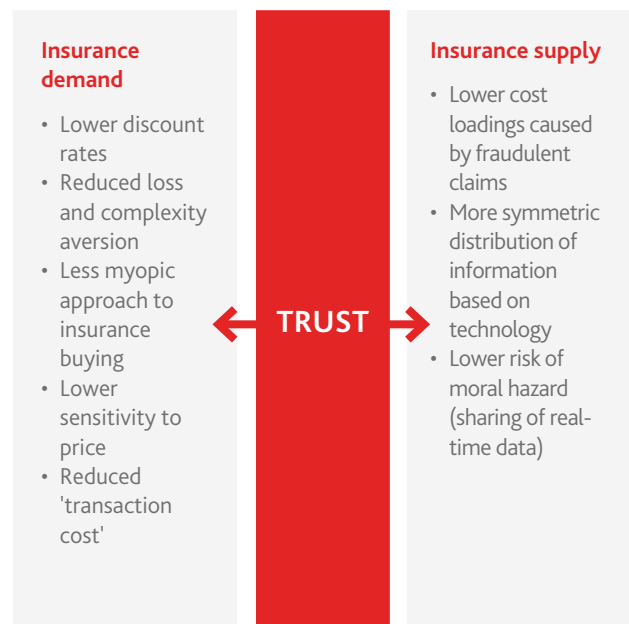 Insurance
demand
• Lower discount
rates
• Reduced loss
and complexity
aversion
• Less myopic
approach to
insurance
buying
• Lower
sensitivity to
price
• Reduced
'transaction
cost'
TRUST
Insurance supply
• Lower cost
loadings caused
by fraudulent
claims
• More symmetric
distribution of
information
based on
technology
• Lower risk of
moral hazard
(sharing of real-
time data)